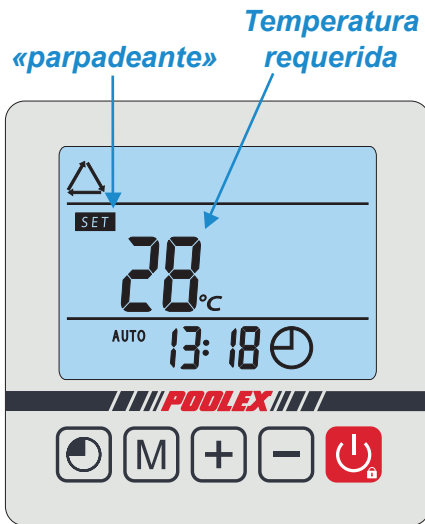 Temperatura
«parpadeante» requerida
SET
28 °C
AUTO 13:18
POOLEX
M + −